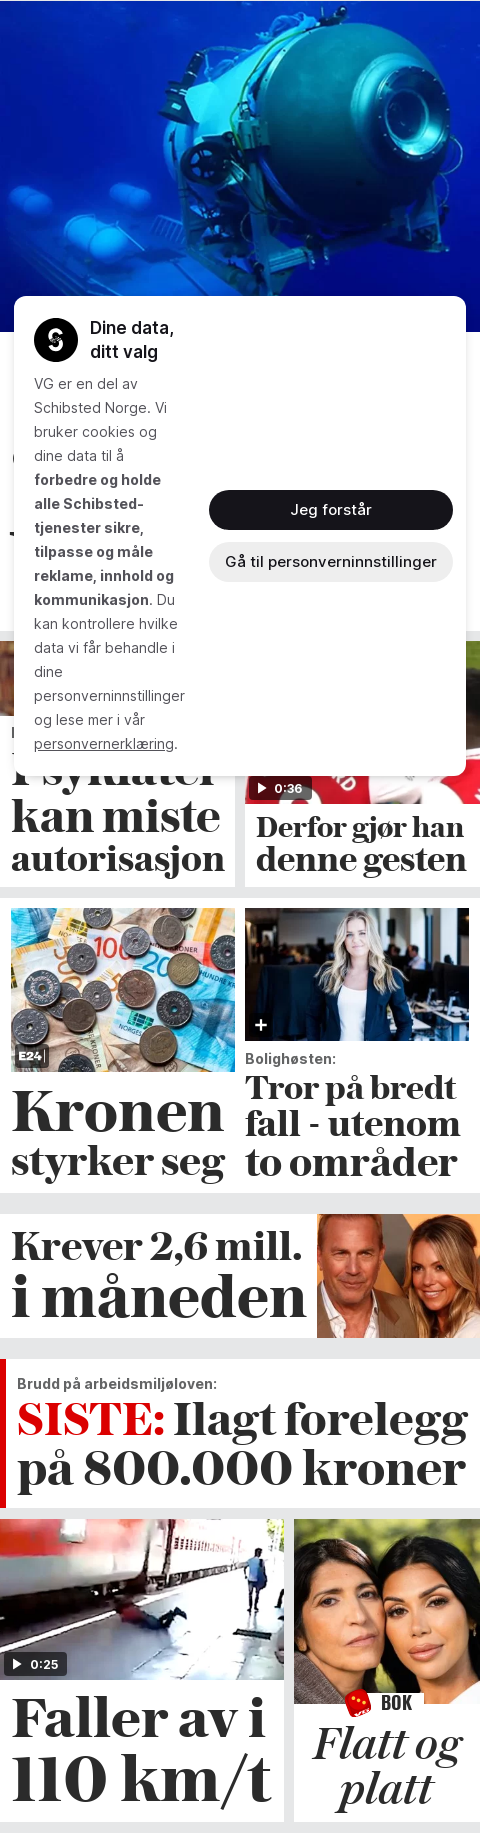 Dine data,
ditt valg
VG er en del av
Schibsted Norge. Vi
bruker cookies og
dine data til å
forbedre og holde
alle Schibsted-
tjenester sikre,
tilpasse og måle
reklame, innhold og
kommunikasjon. Du
kan kontrollere hvilke
data vi får behandle i
dine
personverninnstillinger
og lese mer i vår
personvernerklæring.
Jeg forstår
Gå til personverninnstillinger
kan miste
autorisasjon
0:36
Derfor gjør han
denne gesten
E24
Kronen
styrker seg
Bolighøsten:
Tror på bredt
fall - utenom
to områder
Krever 2,6 mill.
i måneden
Brudd på arbeidsmiljøloven:
SISTE: Ilagt forelegg
på 800.000 kroner
0:25
Faller av i
110 km/t
BOK
Flatt og
platt